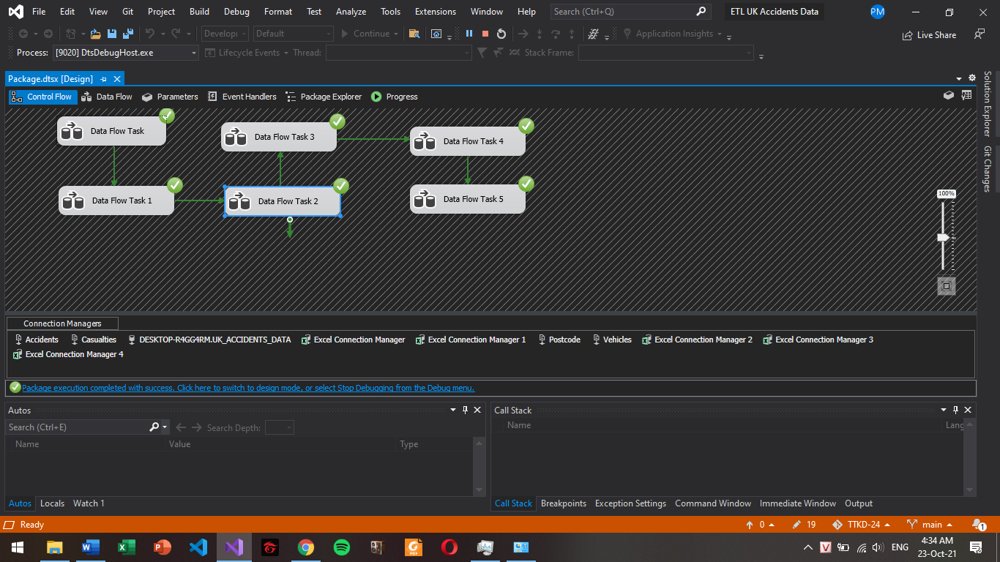 File Edit View Git Project Build Debug Format Test Analyze Tools Extensions Window Help Search (Ctrl+Q) ETL UK Accidents Data PM
Developi Default Continue Application Insights Live Share
Process: [9020] DtsDebugHost.exe Lifecycle Events Thread: Stack Frame:
Package.dtsx [Design]
Control Flow Data Flow Parameters Event Handlers Package Explorer Progress
Solution Explorer
Git Changes
Data Flow Task
Data Flow Task 3
Data Flow Task 4
Data Flow Task 1
Data Flow Task 2
Data Flow Task 5
100%
Connection Managers
Accidents Casualties DESKTOP-R4GG4RM.UK_ACCIDENTS_DATA Excel Connection Manager Excel Connection Manager 1 Postcode Vehicles Excel Connection Manager 2 Excel Connection Manager 3
Excel Connection Manager 4
Package execution completed with success. Click here to switch to design mode, or select Stop Debugging from the Debug menu.
Autos
Search (Ctrl+E) Search Depth:
Name Value Type
Autos Locals Watch 1
Call Stack
Name Lang
Call Stack Breakpoints Exception Settings Command Window Immediate Window Output
Ready 0 19 TTKD-24 main 1
ENG 4:34 AM
23-Oct-21